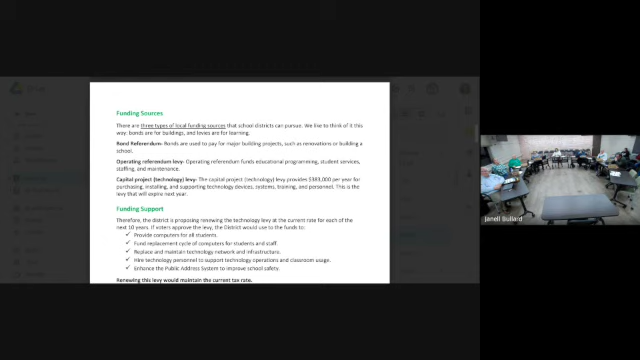 Funding Sources
There are three types of local funding sources that school districts can pursue. We like to think of it this
way: bonds are for buildings, and levies are for learning.
Bond Referendum- Bonds are used to pay for major building projects, such as renovations or building a
school.
Operating referendum levy- Operating referendum funds educational programming, student services,
staffing, and maintenance.
Capital project (technology) levy- The capital project (technology) levy provides $383,000 per year for
purchasing, installing, and supporting technology devices, systems, training, and personnel. This is the
levy that will expire next year.
Funding Support
Therefore, the district is proposing renewing the technology levy at the current rate for each of the
next 10 years. If voters approve the levy, the District would use to the funds to:
✓ Provide computers for all students.
✓ Fund replacement cycle of computers for students and staff.
✓ Replace and maintain technology network and infrastructure.
✓ Hire technology personnel to support technology operations and classroom usage.
✓ Enhance the Public Address System to improve school safety.
Renewing this levy would maintain the current tax rate.
Janell Bullard